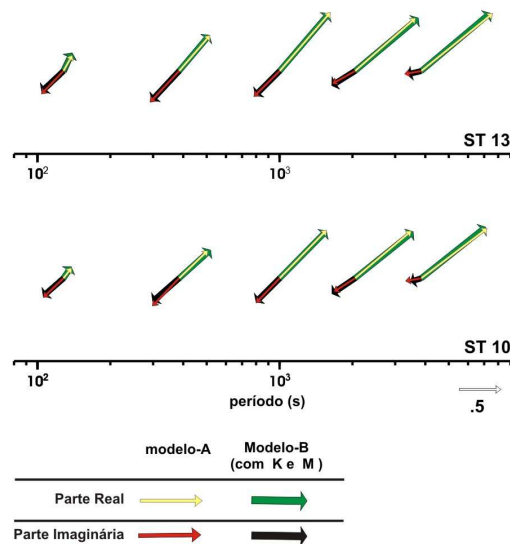 ST 13
10² 10³
ST 10
10² 10³
período (s)
.5
modelo-A Modelo-B
(com K e M )
Parte Real
Parte Imaginária